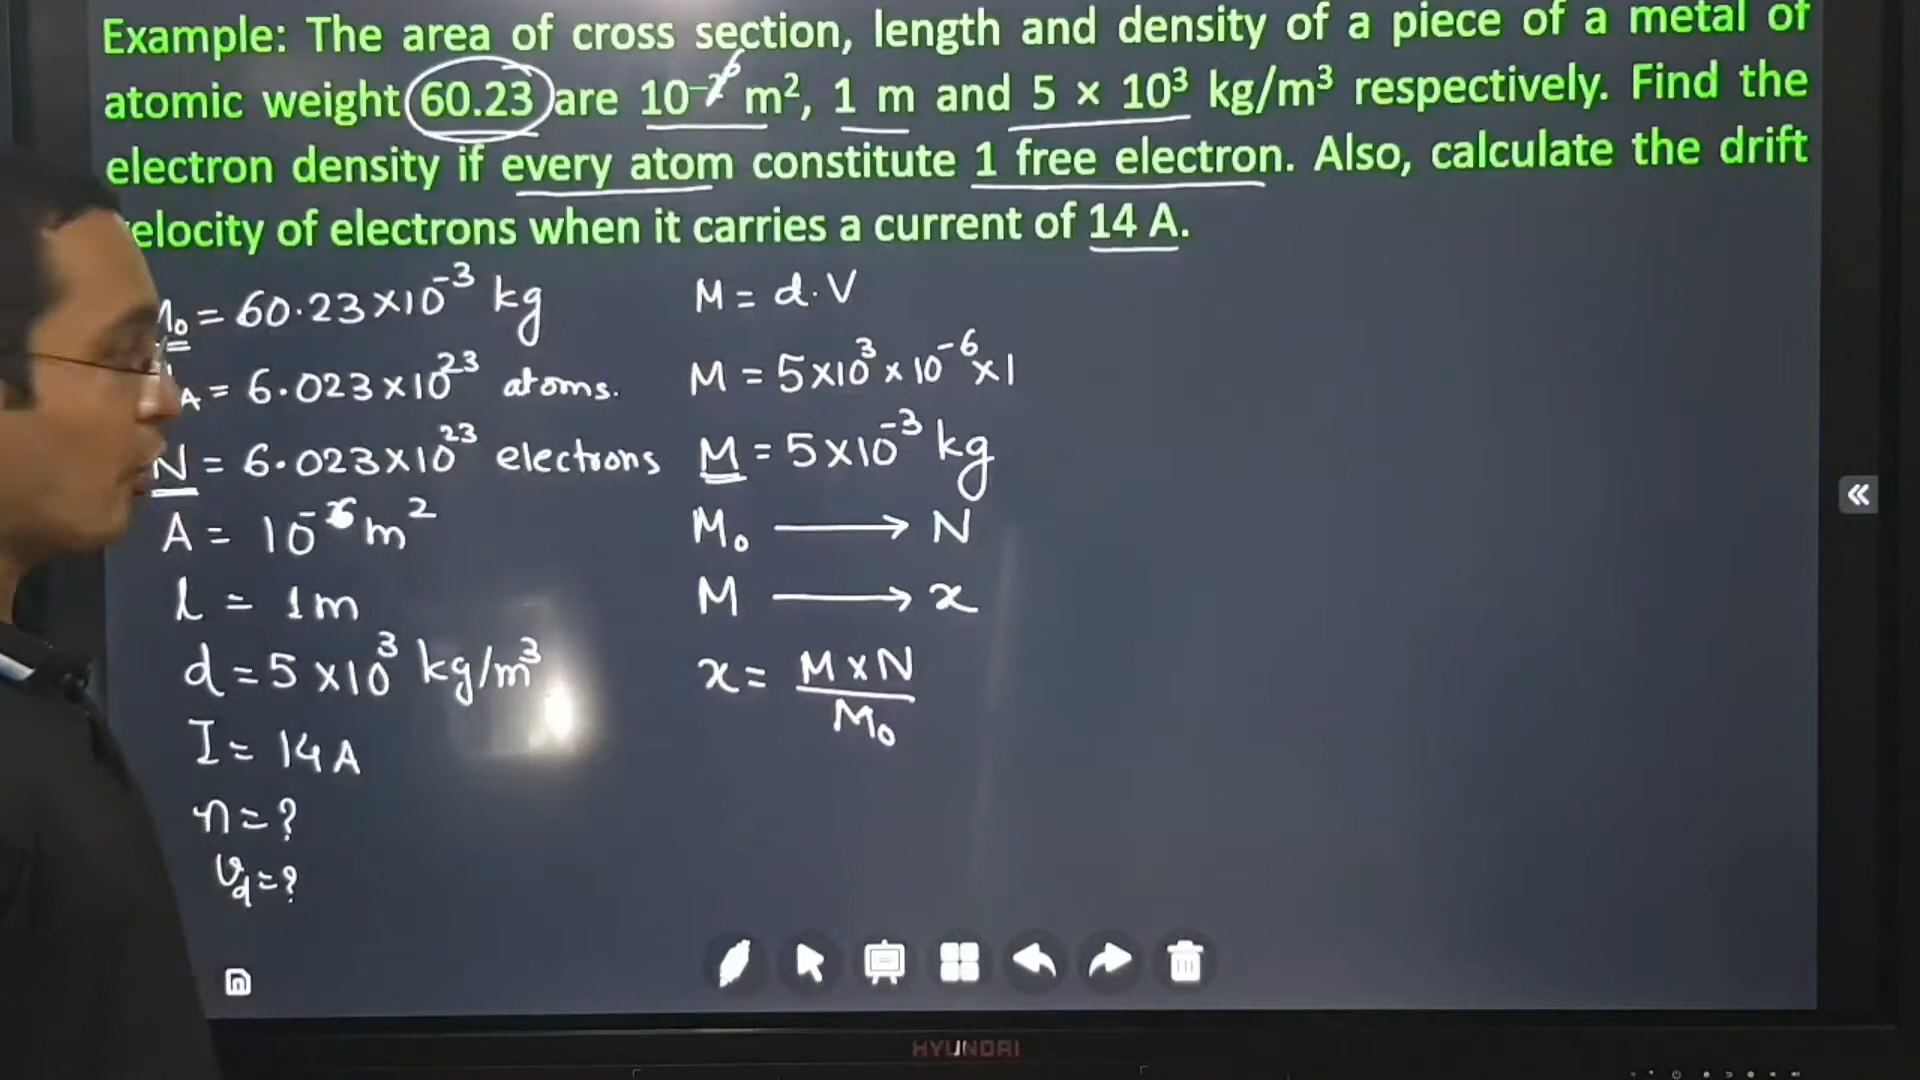 Example: The area of cross section, length and density of a piece of a metal of
atomic weight 60.23 are 10⁻⁶ m², 1 m and 5 × 10³ kg/m³ respectively. Find the
electron density if every atom constitute 1 free electron. Also, calculate the drift
elocity of electrons when it carries a current of 14 A.
M₀ = 60.23×10⁻³ kg
A = 6.023×10²³ atoms.
N = 6.023×10²³ electrons
A = 10⁻⁶ m²
l = 1m
d = 5×10³ kg/m³
I = 14 A
n = ?
v_d = ?
M = d.V
M = 5×10³ × 10⁻⁶ × 1
M = 5×10⁻³ kg
M₀ ⟶ N
M ⟶ x
x = M×N / M₀
HYUNDAI